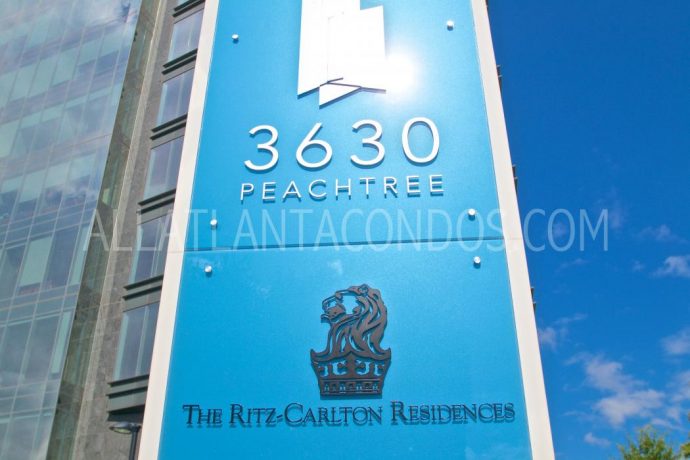 3630
PEACHTREE
ALLATLANTACONDOS.COM
THE RITZ-CARLTON RESIDENCES